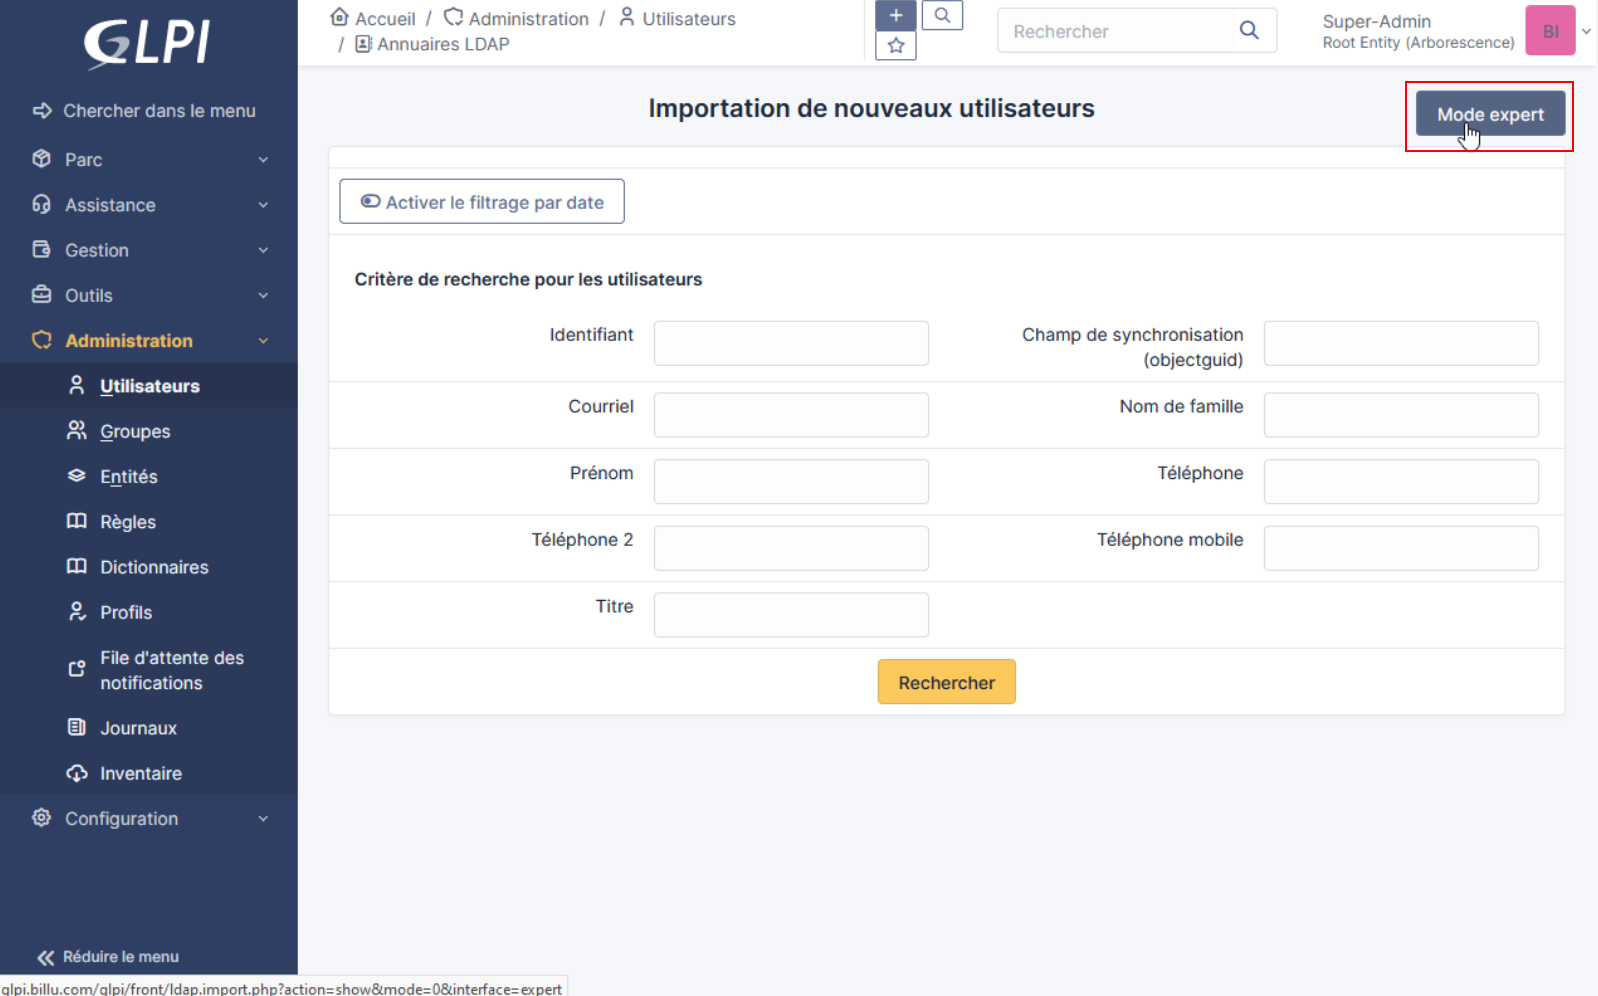 GLPI
Chercher dans le menu
Parc
Assistance
Gestion
Outils
Administration
Utilisateurs
Groupes
Entités
Règles
Dictionnaires
Profils
File d'attente des
notifications
Journaux
Inventaire
Configuration
Réduire le menu
Accueil / Administration / Utilisateurs
/ Annuaires LDAP
Rechercher
Super-Admin
Root Entity (Arborescence)
BI
Importation de nouveaux utilisateurs
Mode expert
Activer le filtrage par date
Critère de recherche pour les utilisateurs
Identifiant
Champ de synchronisation
(objectguid)
Courriel
Nom de famille
Prénom
Téléphone
Téléphone 2
Téléphone mobile
Titre
Rechercher
glpi.billu.com/glpi/front/ldap.import.php?action=show&mode=0&interface=expert